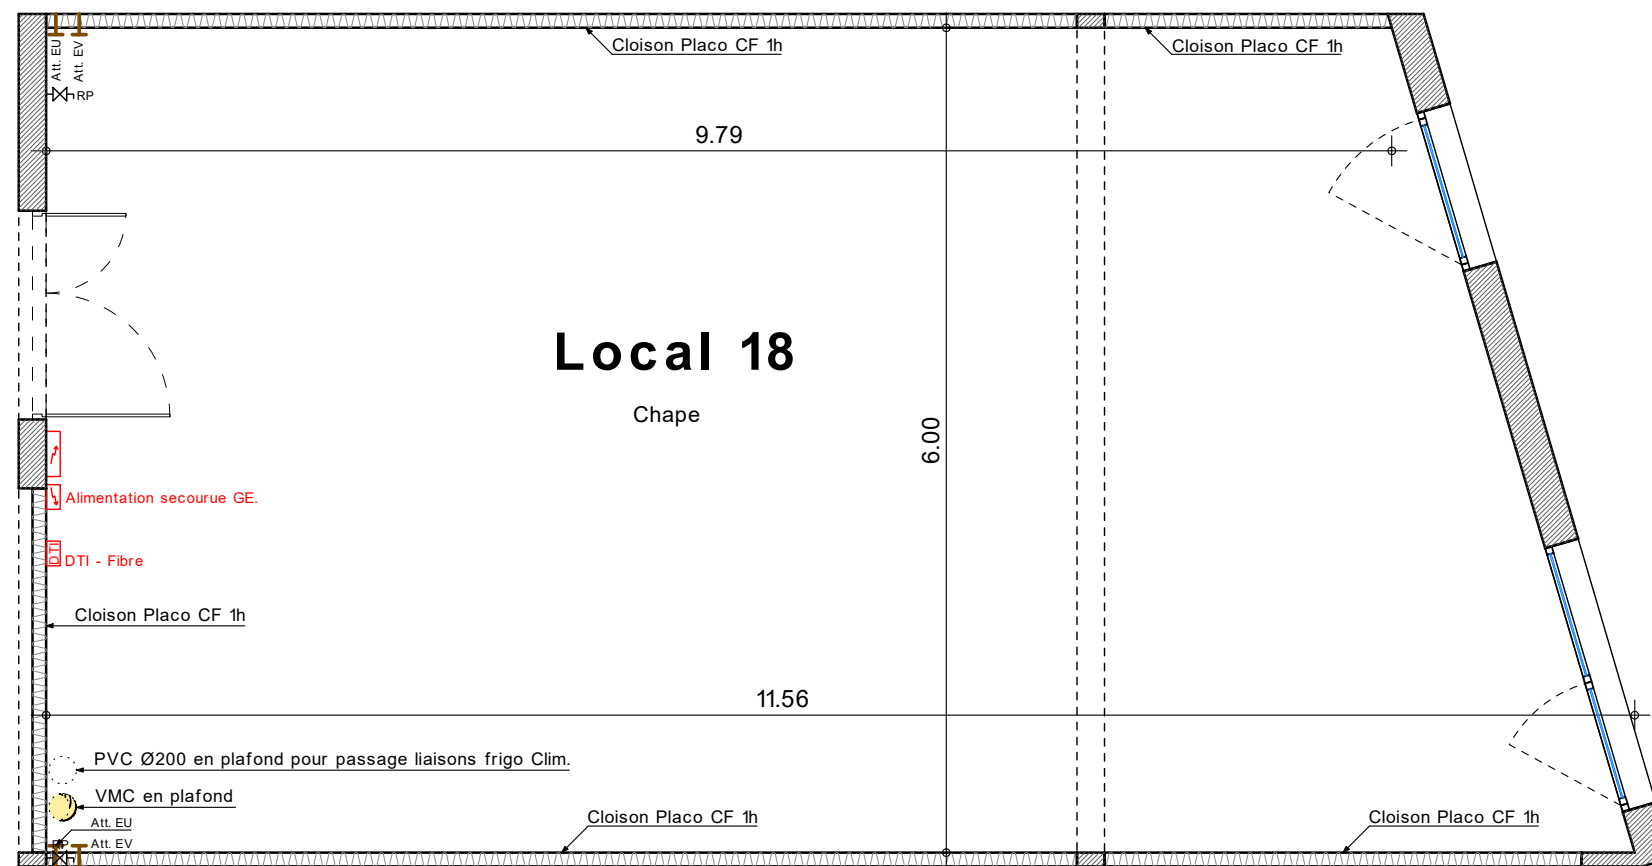 Att. EU
Att. EV
RP
Cloison Placo CF 1h
Cloison Placo CF 1h
9.79
Local 18
Chape
6.00
Alimentation secourue GE.
DTI
DTI - Fibre
Cloison Placo CF 1h
11.56
PVC Ø200 en plafond pour passage liaisons frigo Clim.
VMC en plafond
Att. EU
RP
Att. EV
Cloison Placo CF 1h
Cloison Placo CF 1h